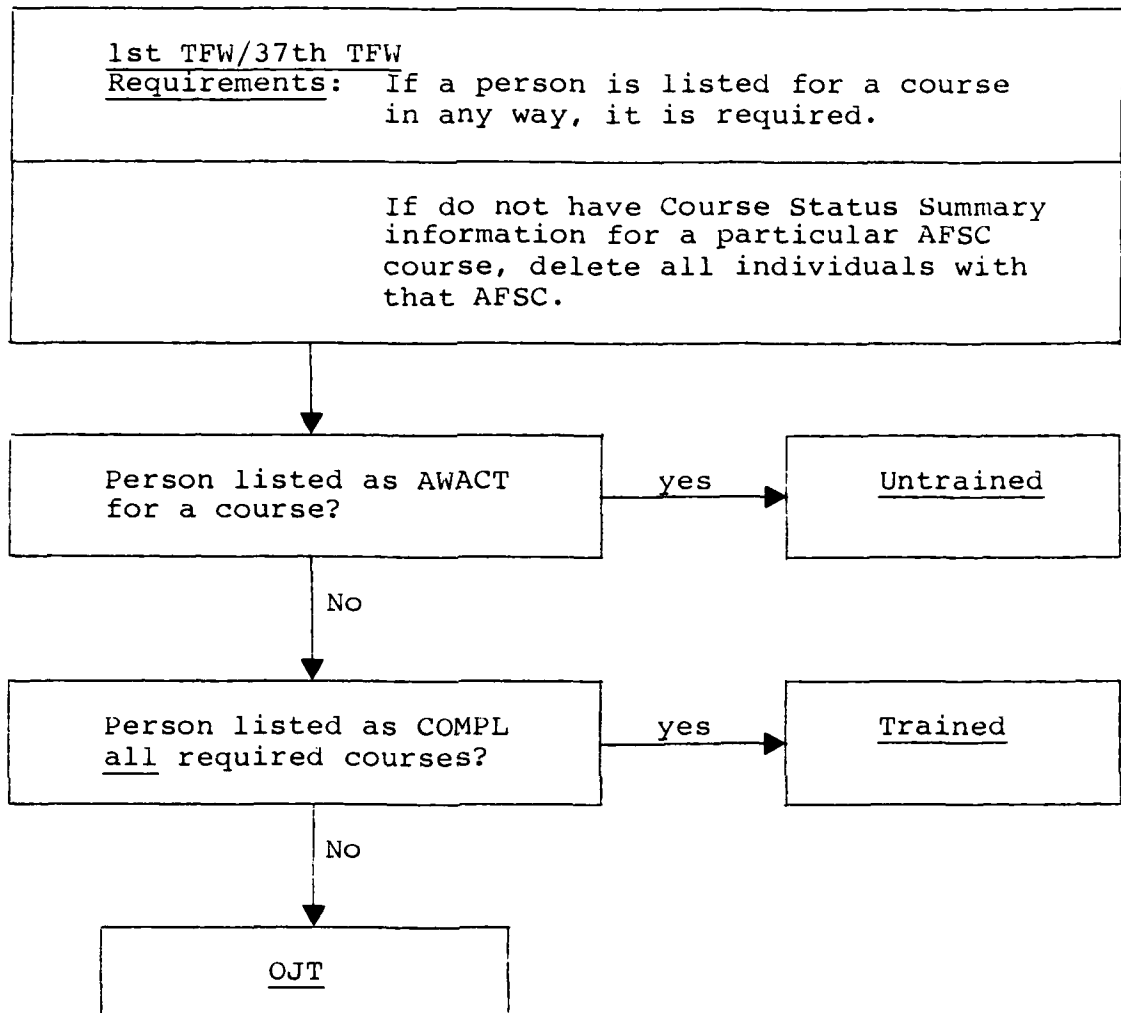 1st TFW/37th TFW
Requirements: If a person is listed for a course
in any way, it is required.
If do not have Course Status Summary
information for a particular AFSC
course, delete all individuals with
that AFSC.
Person listed as AWACT
for a course?
yes
Untrained
No
Person listed as COMPL
all required courses?
yes
Trained
No
OJT